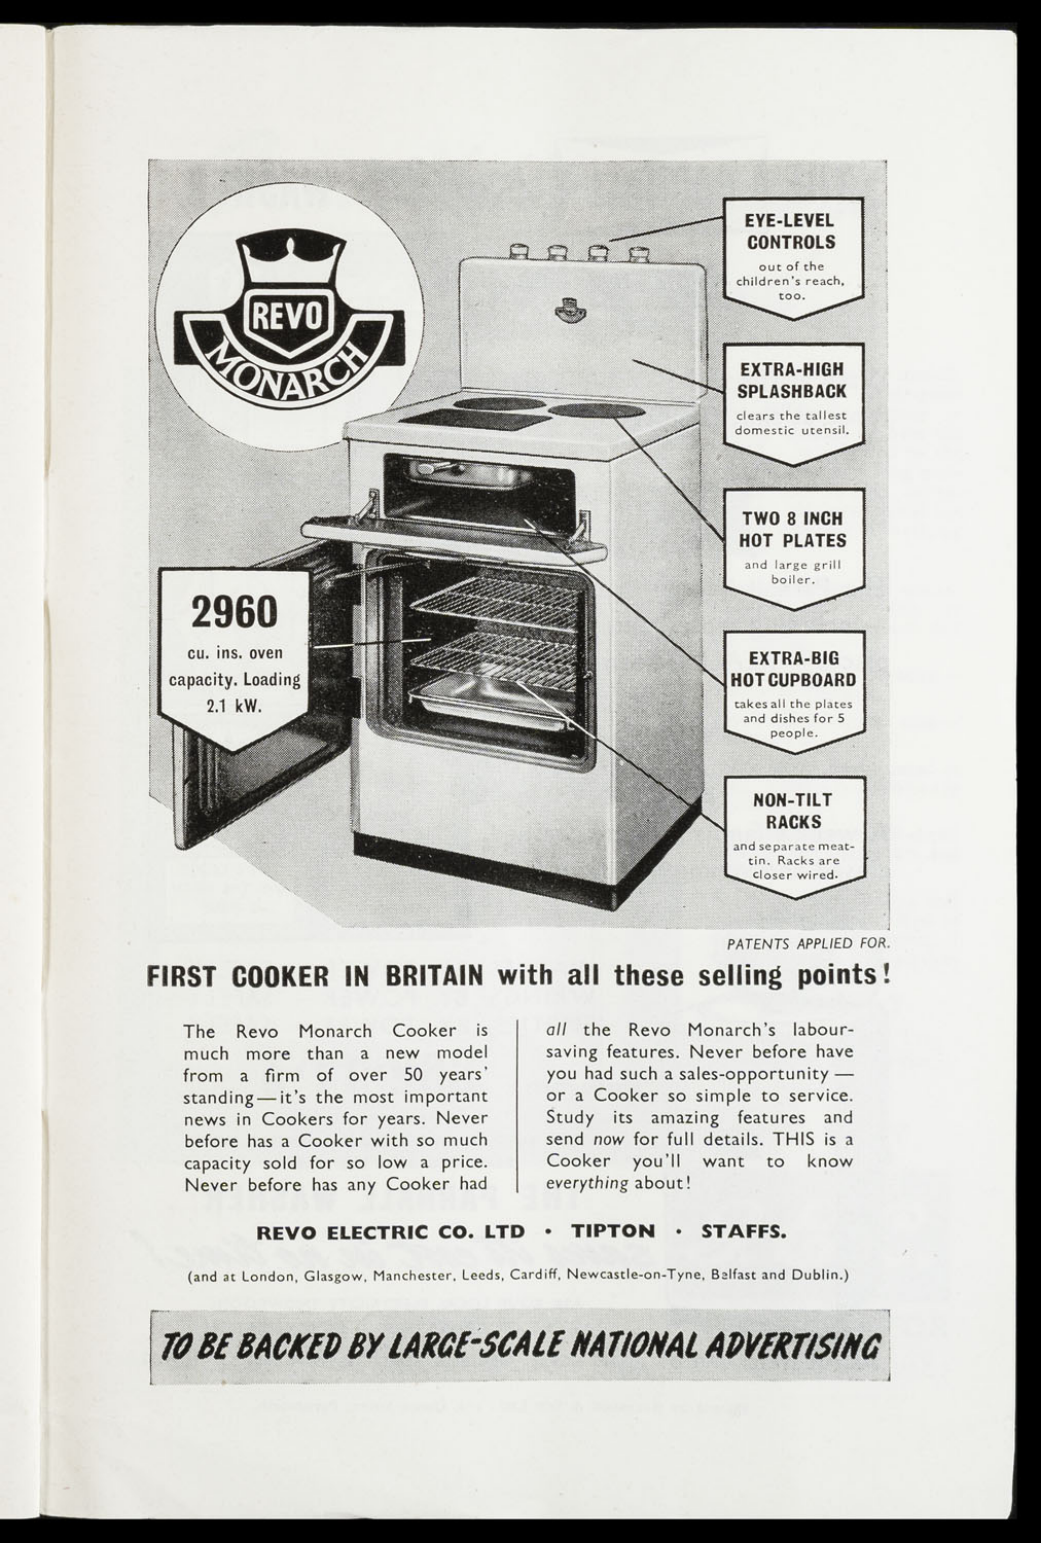 REVO
MONARCH
EYE-LEVEL
CONTROLS
out of the
children's reach,
too.
EXTRA-HIGH
SPLASHBACK
clears the tallest
domestic utensil.
TWO 8 INCH
HOT PLATES
and large grill
boiler.
2960
cu. ins. oven
capacity. Loading
2.1 kW.
EXTRA-BIG
HOT CUPBOARD
takes all the plates
and dishes for 5
people.
NON-TILT
RACKS
and separate meat-
tin. Racks are
closer wired.
PATENTS APPLIED FOR.
FIRST COOKER IN BRITAIN with all these selling points!
The Revo Monarch Cooker is
much more than a new model
from a firm of over 50 years'
standing—it's the most important
news in Cookers for years. Never
before has a Cooker with so much
capacity sold for so low a price.
Never before has any Cooker had
all the Revo Monarch's labour-
saving features. Never before have
you had such a sales-opportunity —
or a Cooker so simple to service.
Study its amazing features and
send now for full details. THIS is a
Cooker you'll want to know
everything about!
REVO ELECTRIC CO. LTD · TIPTON · STAFFS.
(and at London, Glasgow, Manchester, Leeds, Cardiff, Newcastle-on-Tyne, Belfast and Dublin.)
TO BE BACKED BY LARGE-SCALE NATIONAL ADVERTISING